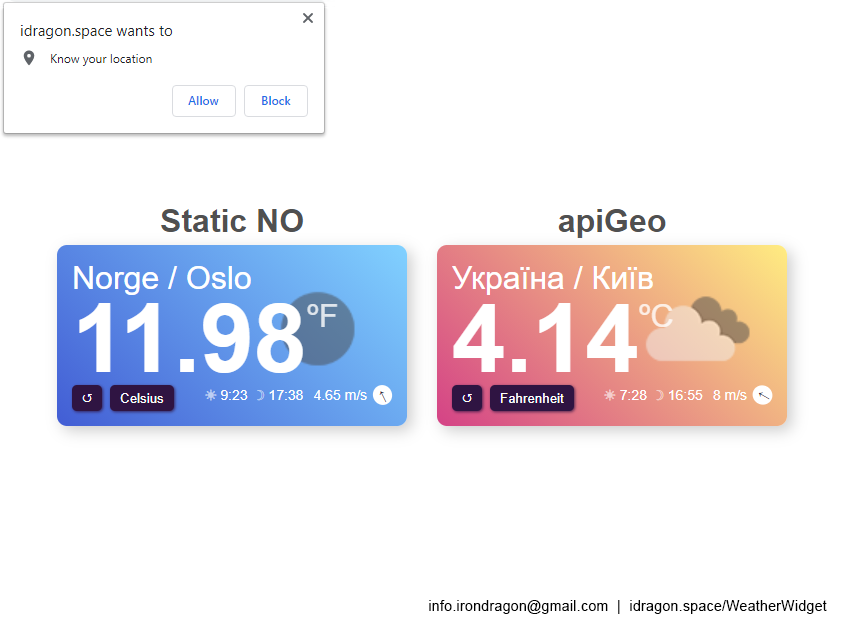 idragon.space wants to
Know your location
Allow Block
Static NO
Norge / Oslo
11.98 °F
↺ Celsius ☀ 9:23 ☽ 17:38 4.65 m/s
apiGeo
Україна / Київ
4.14 °C
↺ Fahrenheit ☀ 7:28 ☽ 16:55 8 m/s
info.irondragon@gmail.com | idragon.space/WeatherWidget